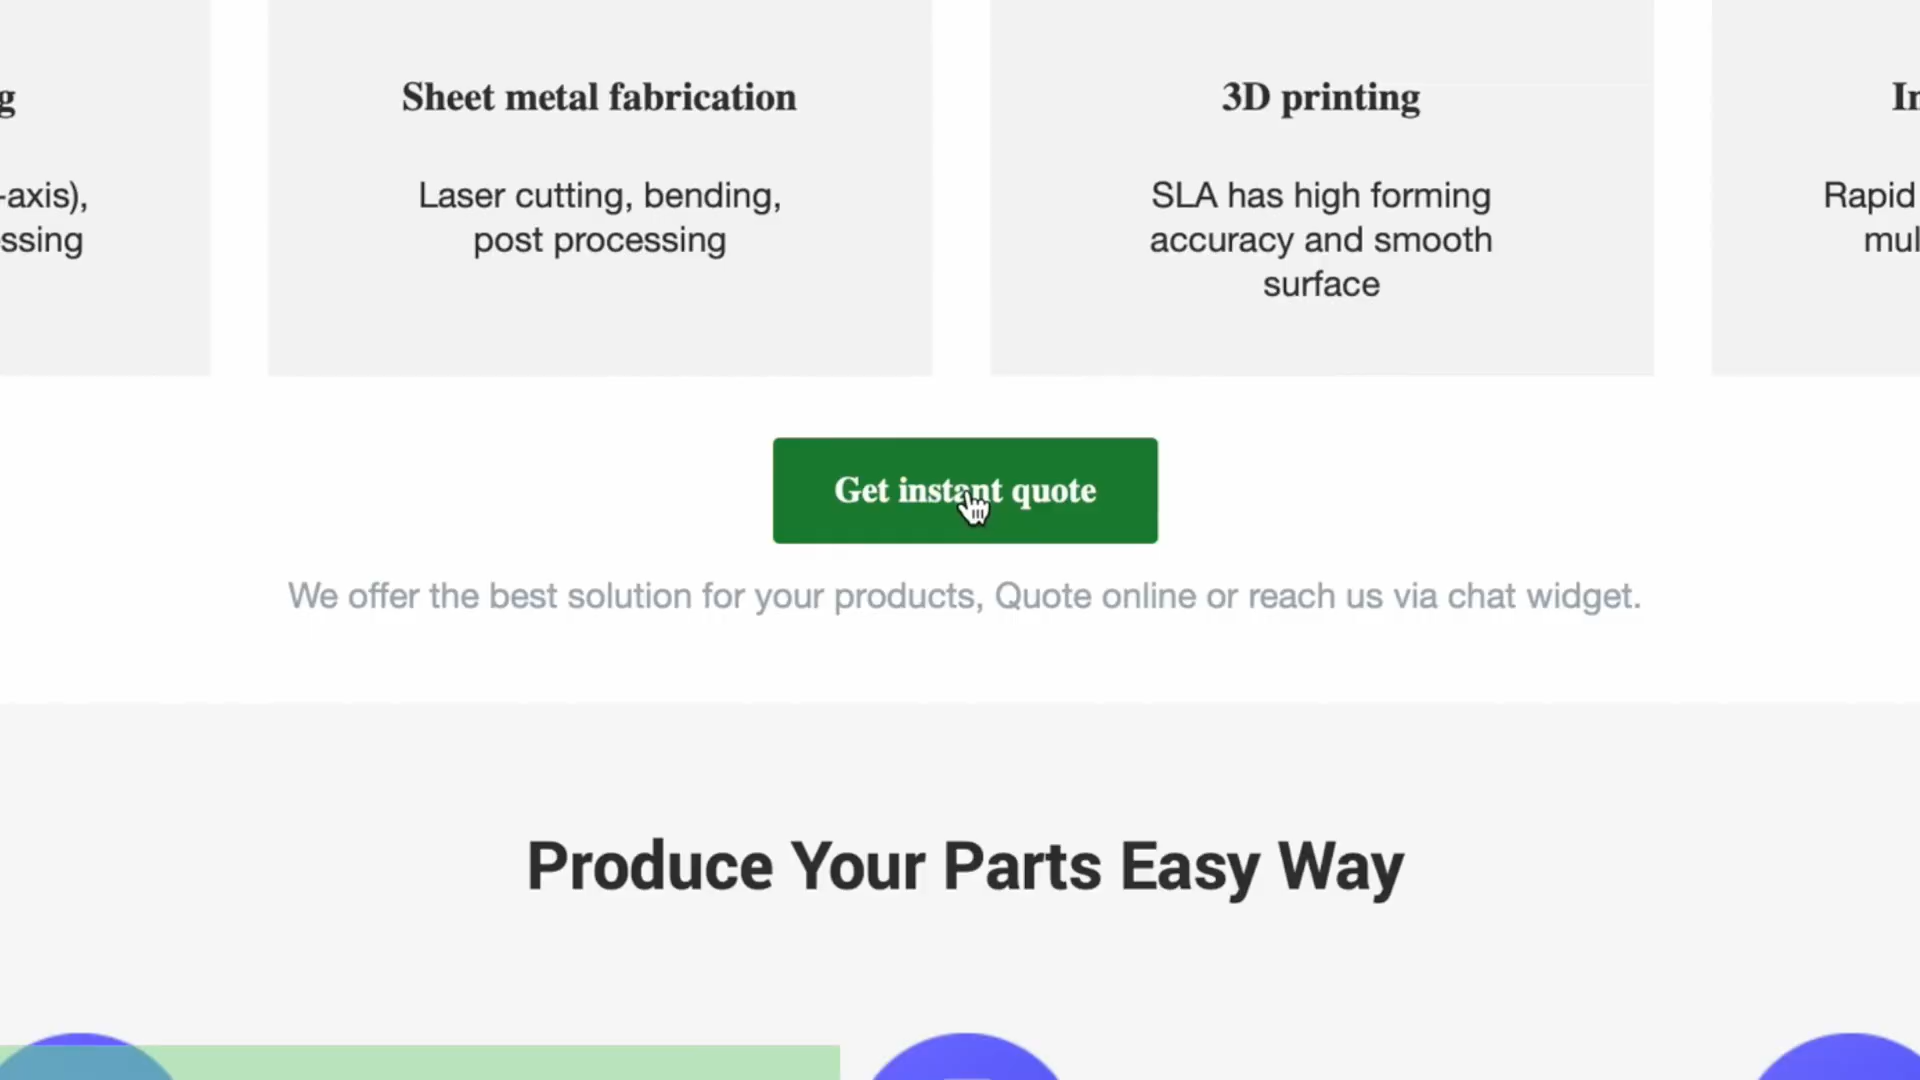 g
Sheet metal fabrication
3D printing
-axis),
ssing
Laser cutting, bending,
post processing
SLA has high forming
accuracy and smooth
surface
Rapid
mul
Get instant quote
We offer the best solution for your products, Quote online or reach us via chat widget.
Produce Your Parts Easy Way